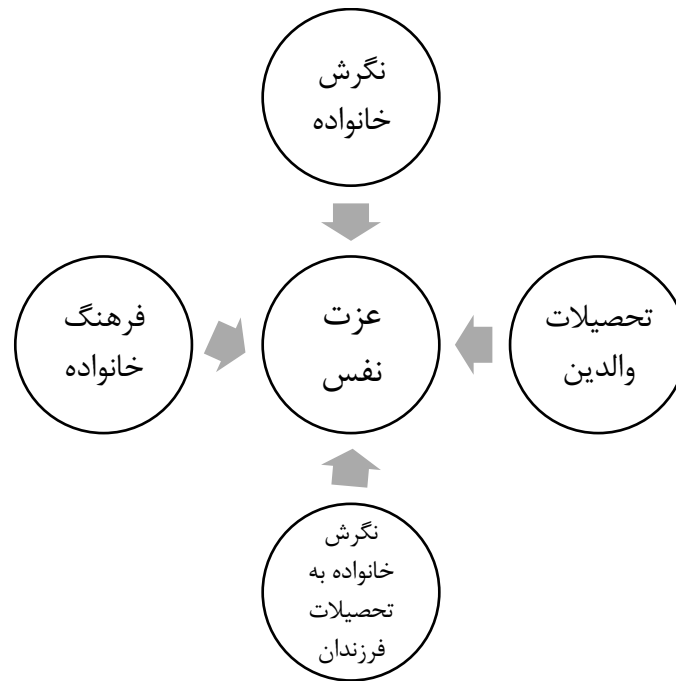 نگرش
خانواده
تحصیلات
والدین
عزت
نفس
فرهنگ
خانواده
نگرش
خانواده به
تحصیلات
فرزندان